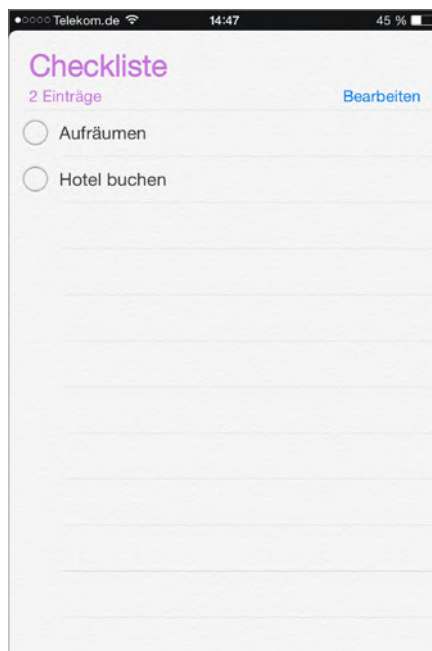 Telekom.de 14:47 45 %
Checkliste
2 Einträge Bearbeiten
Aufräumen
Hotel buchen